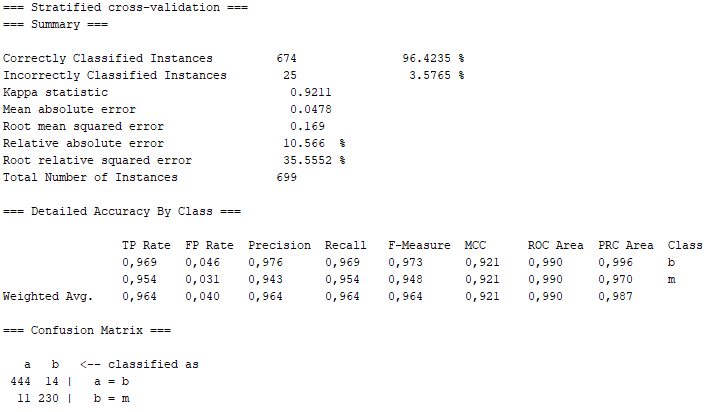 === Stratified cross-validation ===
=== Summary ===
Correctly Classified Instances 674 96.4235 %
Incorrectly Classified Instances 25 3.5765 %
Kappa statistic 0.9211
Mean absolute error 0.0478
Root mean squared error 0.169
Relative absolute error 10.566 %
Root relative squared error 35.5552 %
Total Number of Instances 699
=== Detailed Accuracy By Class ===
TP Rate FP Rate Precision Recall F-Measure MCC ROC Area PRC Area Class
0,969 0,046 0,976 0,969 0,973 0,921 0,990 0,996 b
0,954 0,031 0,943 0,954 0,948 0,921 0,990 0,970 m
Weighted Avg. 0,964 0,040 0,964 0,964 0,964 0,921 0,990 0,987
=== Confusion Matrix ===
a b <-- classified as
444 14 | a = b
11 230 | b = m